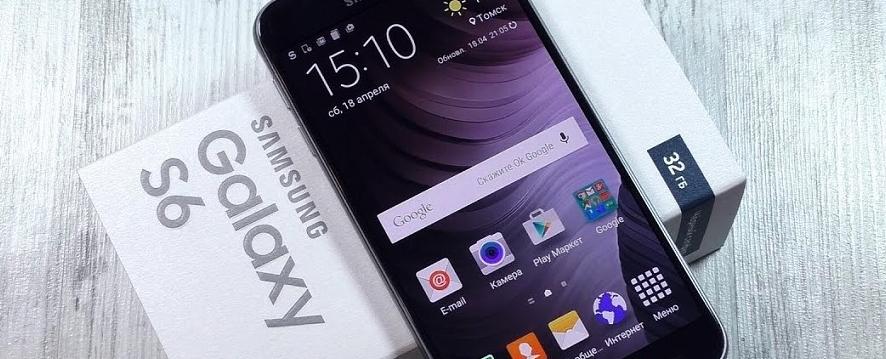 SAMSUNG
Galaxy S6
15:10
сб, 18 апреля
Томск
Обновл. 18.04 21:05
Google
Скажите Ok Google
E-mail
Камера
Play Маркет
Google
Интернет
Меню
32 ГБ